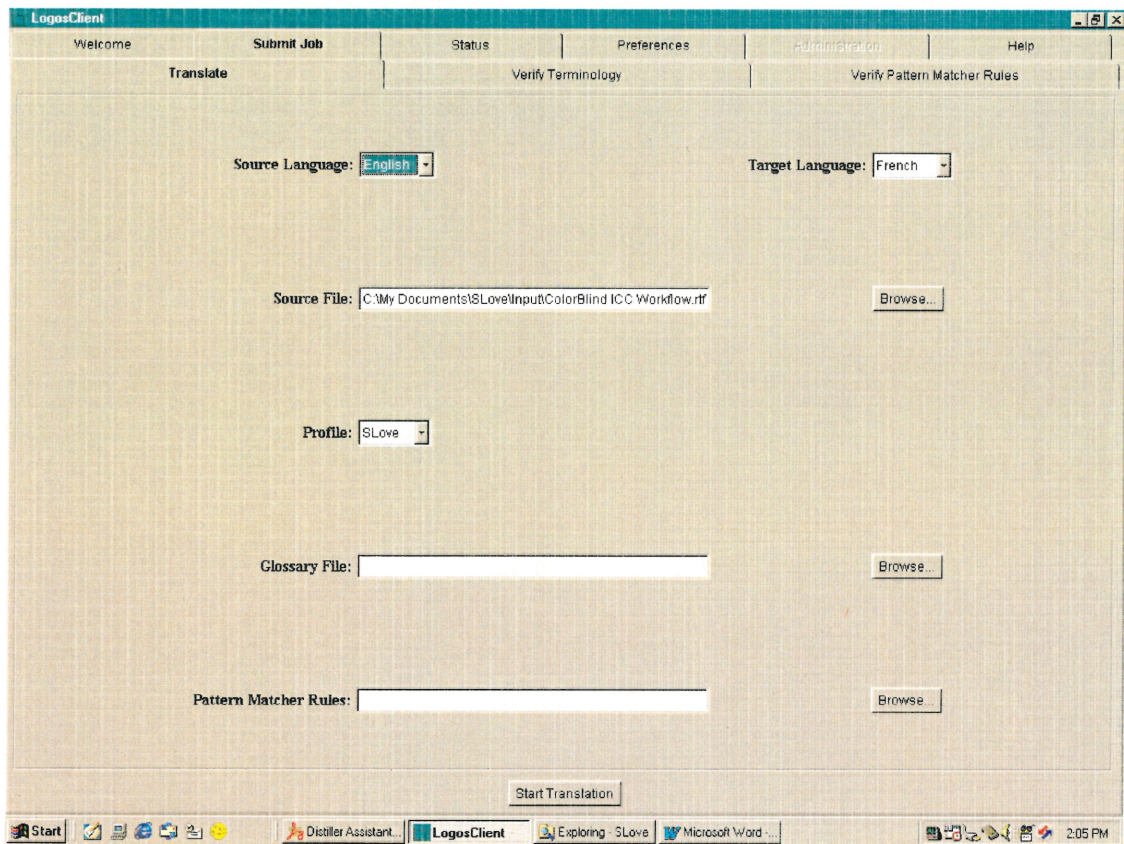 LogosClient
Welcome Submit Job Status Preferences Administration Help
Translate Verify Terminology Verify Pattern Matcher Rules
Source Language: English Target Language: French
Source File: C:\My Documents\SLove\Input\ColorBlind ICC Workflow.rtf Browse...
Profile: SLove
Glossary File: Browse...
Pattern Matcher Rules: Browse...
Start Translation
Start Distiller Assistant... LogosClient Exploring - SLove Microsoft Word -... 2:05 PM